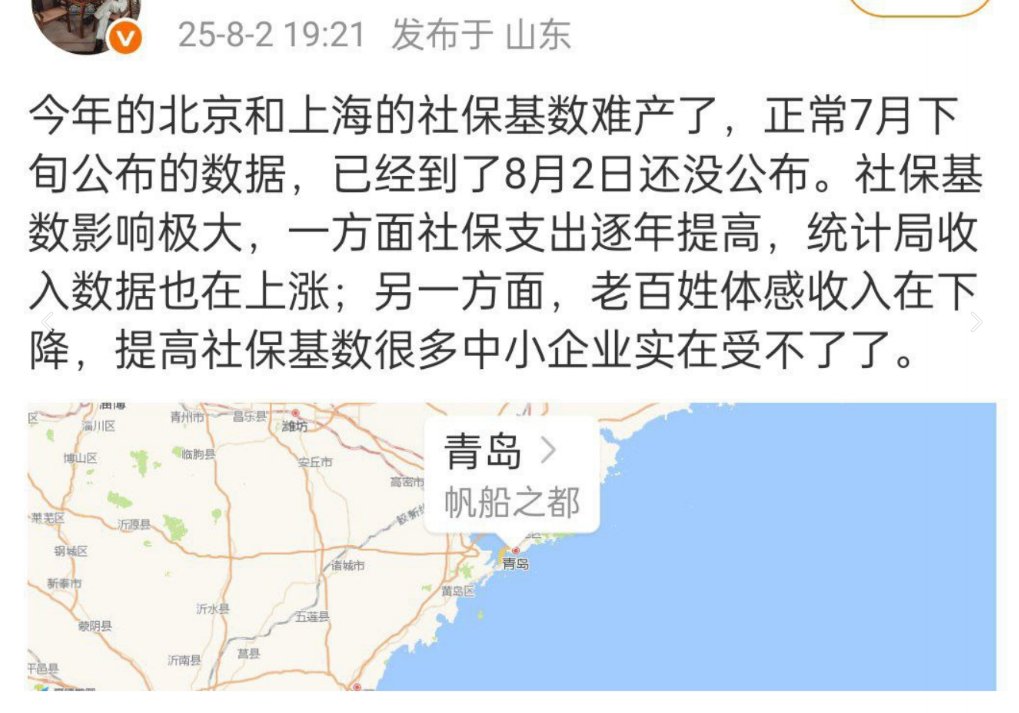 25-8-2 19:21 发布于 山东
今年的北京和上海的社保基数难产了，正常7月下
旬公布的数据，已经到了8月2日还没公布。社保基
数影响极大，一方面社保支出逐年提高，统计局收
入数据也在上涨；另一方面，老百姓体感收入在下
降，提高社保基数很多中小企业实在受不了了。
淄博
青州市
昌乐县
潍坊
淄川区
青岛
帆船之都
博山区
临朐县
安丘市
高密市
莱芜区
沂源县
胶新线
钢城区
诸城市
青岛
新泰市
黄岛区
沂水县
五莲县
蒙阴县
沂南县
莒县
平邑县